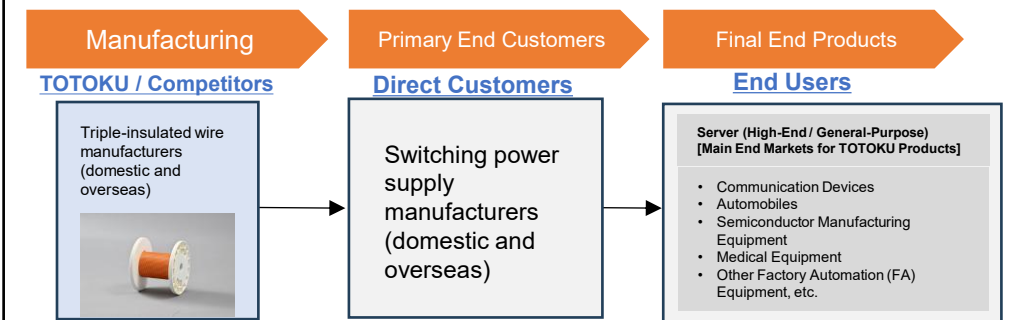 Manufacturing
Primary End Customers
Final End Products
TOTOKU / Competitors
Direct Customers
End Users
Triple-insulated wire
manufacturers
(domestic and
overseas)
Switching power
supply
manufacturers
(domestic and
overseas)
Server (High-End / General-Purpose)
[Main End Markets for TOTOKU Products]
• Communication Devices
• Automobiles
• Semiconductor Manufacturing
Equipment
• Medical Equipment
• Other Factory Automation (FA)
Equipment, etc.